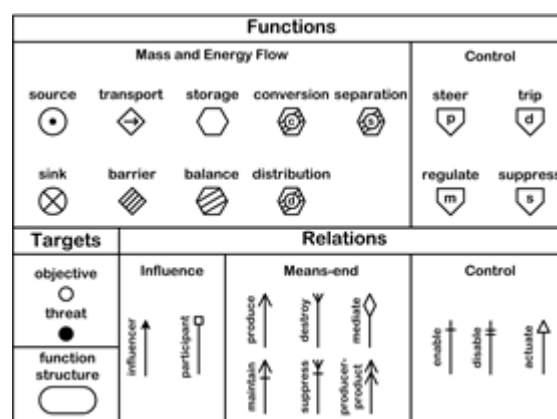 Functions
Mass and Energy Flow
Control
source transport storage conversion separation
steer trip
c s
p d
sink barrier balance distribution
regulate suppress
d
m s
Targets
Relations
objective
threat
function
structure
Influence
Means-end
Control
influencer
participant
produce
destroy
mediate
maintain
suppress
producer-
product
enable
disable
actuate